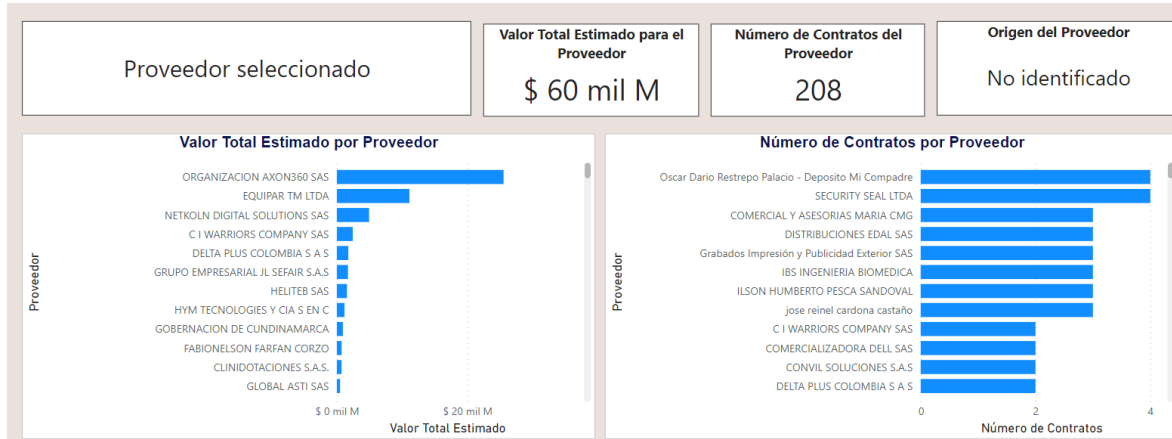 Proveedor seleccionado
Valor Total Estimado para el
Proveedor
$ 60 mil M
Número de Contratos del
Proveedor
208
Origen del Proveedor
No identificado
Valor Total Estimado por Proveedor
Proveedor
ORGANIZACION AXON360 SAS
EQUIPAR TM LTDA
NETKOLN DIGITAL SOLUTIONS SAS
C I WARRIORS COMPANY SAS
DELTA PLUS COLOMBIA S A S
GRUPO EMPRESARIAL JL SEFAIR S.A.S
HELITEB SAS
HYM TECNOLOGIES Y CIA S EN C
GOBERNACION DE CUNDINAMARCA
FABIONELSON FARFAN CORZO
CLINIDOTACIONES S.A.S.
GLOBAL ASTI SAS
$ 0 mil M
$ 20 mil M
Valor Total Estimado
Número de Contratos por Proveedor
Proveedor
Oscar Dario Restrepo Palacio - Deposito Mi Compadre
SECURITY SEAL LTDA
COMERCIAL Y ASESORIAS MARIA CMG
DISTRIBUCIONES EDAL SAS
Grabados Impresión y Publicidad Exterior SAS
IBS INGENIERIA BIOMEDICA
ILSON HUMBERTO PESCA SANDOVAL
jose reinel cardona castaño
C I WARRIORS COMPANY SAS
COMERCIALIZADORA DELL SAS
CONVIL SOLUCIONES S.A.S
DELTA PLUS COLOMBIA S A S
0
2
4
Número de Contratos